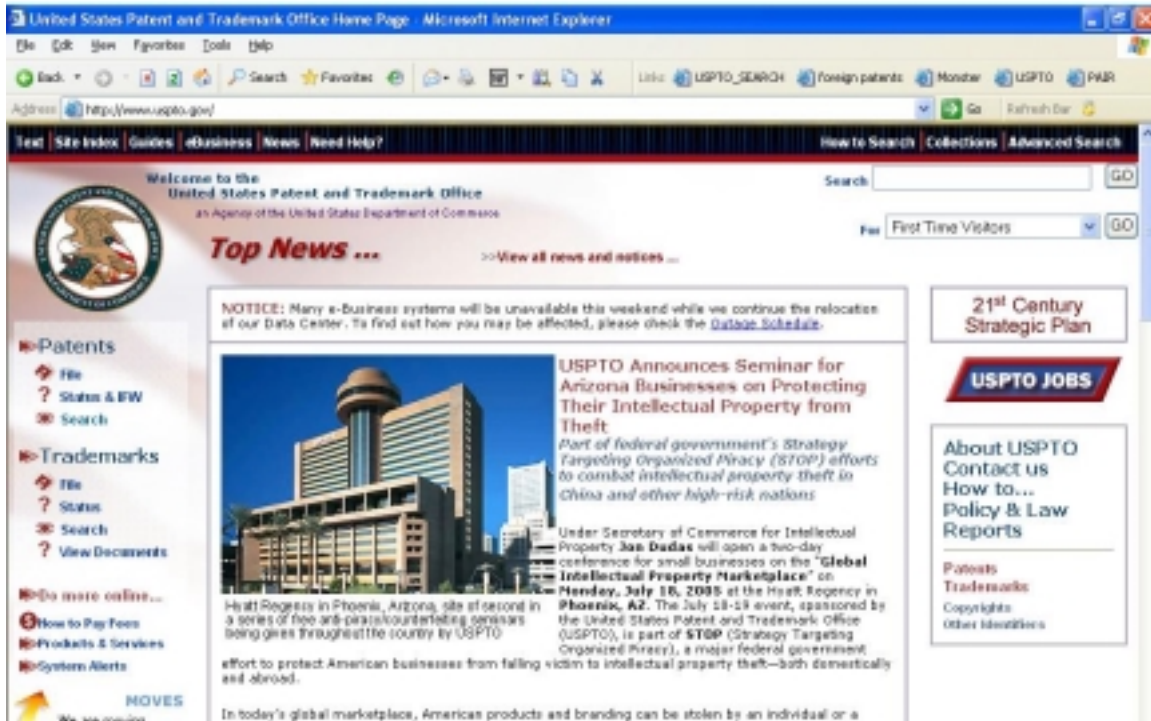 United States Patent and Trademark Office Home Page - Microsoft Internet Explorer
File Edit View Favorites Tools Help
Back Search Favorites Links USPTO_SEARCH foreign patents Monster USPTO PAIR
Address http://www.uspto.gov/ Go Refresh Bar
Text Site Index Guides eBusiness News Need Help? How to Search Collections Advanced Search
Welcome to the
United States Patent and Trademark Office
an Agency of the United States Department of Commerce
Search GO
For First Time Visitors GO
Top News ... >>View all news and notices ...
Patents
File
Status & IFW
Search
Trademarks
File
Status
Search
View Documents
Do more online...
How to Pay Fees
Products & Services
System Alerts
MOVES
We are moving
NOTICE: Many e-Business systems will be unavailable this weekend while we continue the relocation
of our Data Center. To find out how you may be affected, please check the Outage Schedule.
USPTO Announces Seminar for
Arizona Businesses on Protecting
Their Intellectual Property from
Theft
Part of federal government's Strategy
Targeting Organized Piracy (STOP) efforts
to combat intellectual property theft in
China and other high-risk nations
Under Secretary of Commerce for Intellectual
Property Jon Dudas will open a two-day
conference for small businesses on the "Global
Intellectual Property Marketplace" on
Monday, July 18, 2005 at the Hyatt Regency in
Phoenix, AZ. The July 18-19 event, sponsored by
the United States Patent and Trademark Office
(USPTO), is part of STOP (Strategy Targeting
Organized Piracy), a major federal government
effort to protect American businesses from falling victim to intellectual property theft—both domestically
and abroad.
Hyatt Regency in Phoenix, Arizona, site of second in
a series of free anti-piracy/counterfeiting seminars
being given throughout the country by USPTO
In today's global marketplace, American products and branding can be stolen by an individual or a
21st Century
Strategic Plan
USPTO JOBS
About USPTO
Contact us
How to...
Policy & Law
Reports
Patents
Trademarks
Copyrights
Other Identifiers